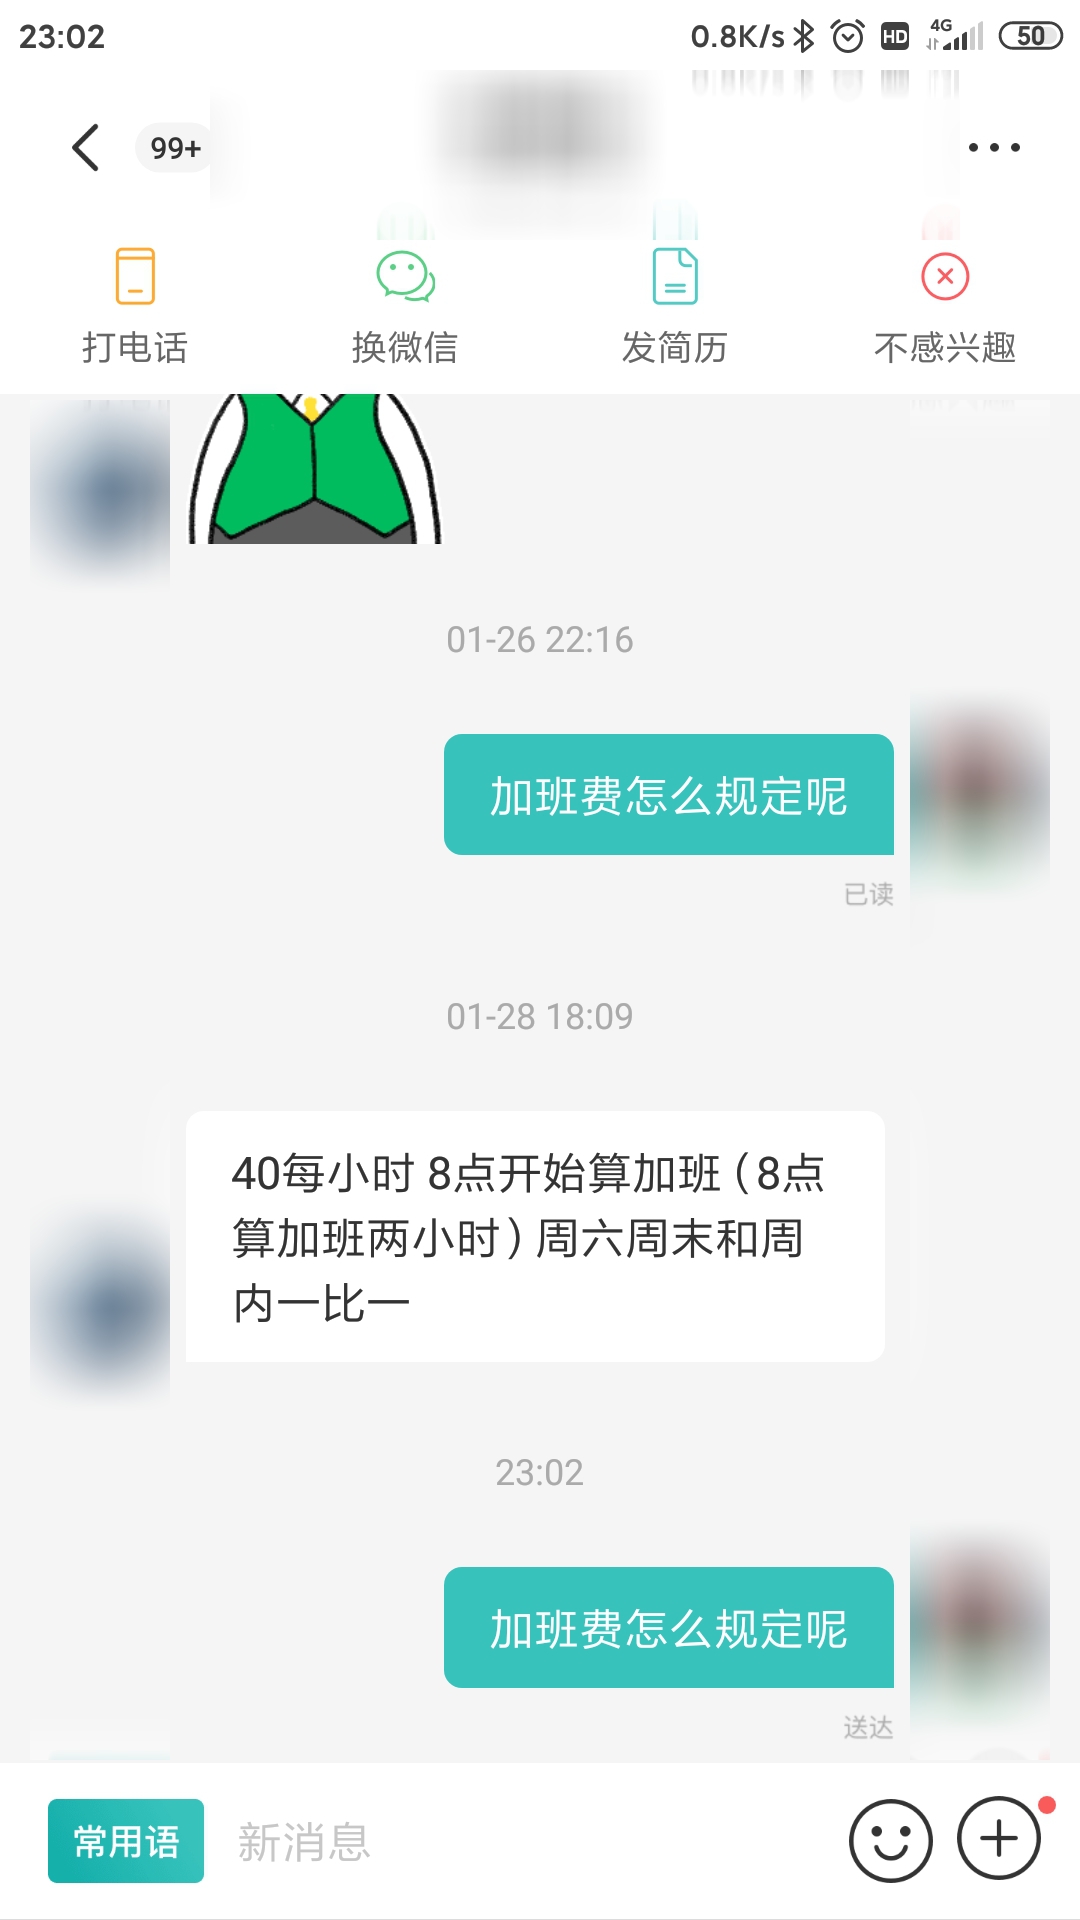 23:02 0.8K/s HD 4G 50
99+
打电话 换微信 发简历 不感兴趣
01-26 22:16
加班费怎么规定呢
已读
01-28 18:09
40每小时 8点开始算加班（8点
算加班两小时）周六周末和周
内一比一
23:02
加班费怎么规定呢
送达
常用语 新消息